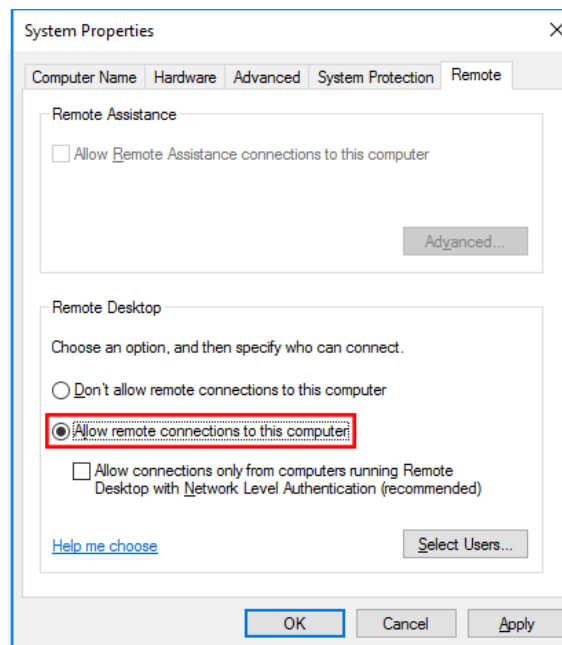 System Properties
Computer Name Hardware Advanced System Protection Remote
Remote Assistance
Allow Remote Assistance connections to this computer
Advanced...
Remote Desktop
Choose an option, and then specify who can connect.
Don't allow remote connections to this computer
Allow remote connections to this computer
Allow connections only from computers running Remote
Desktop with Network Level Authentication (recommended)
Help me choose Select Users...
OK Cancel Apply